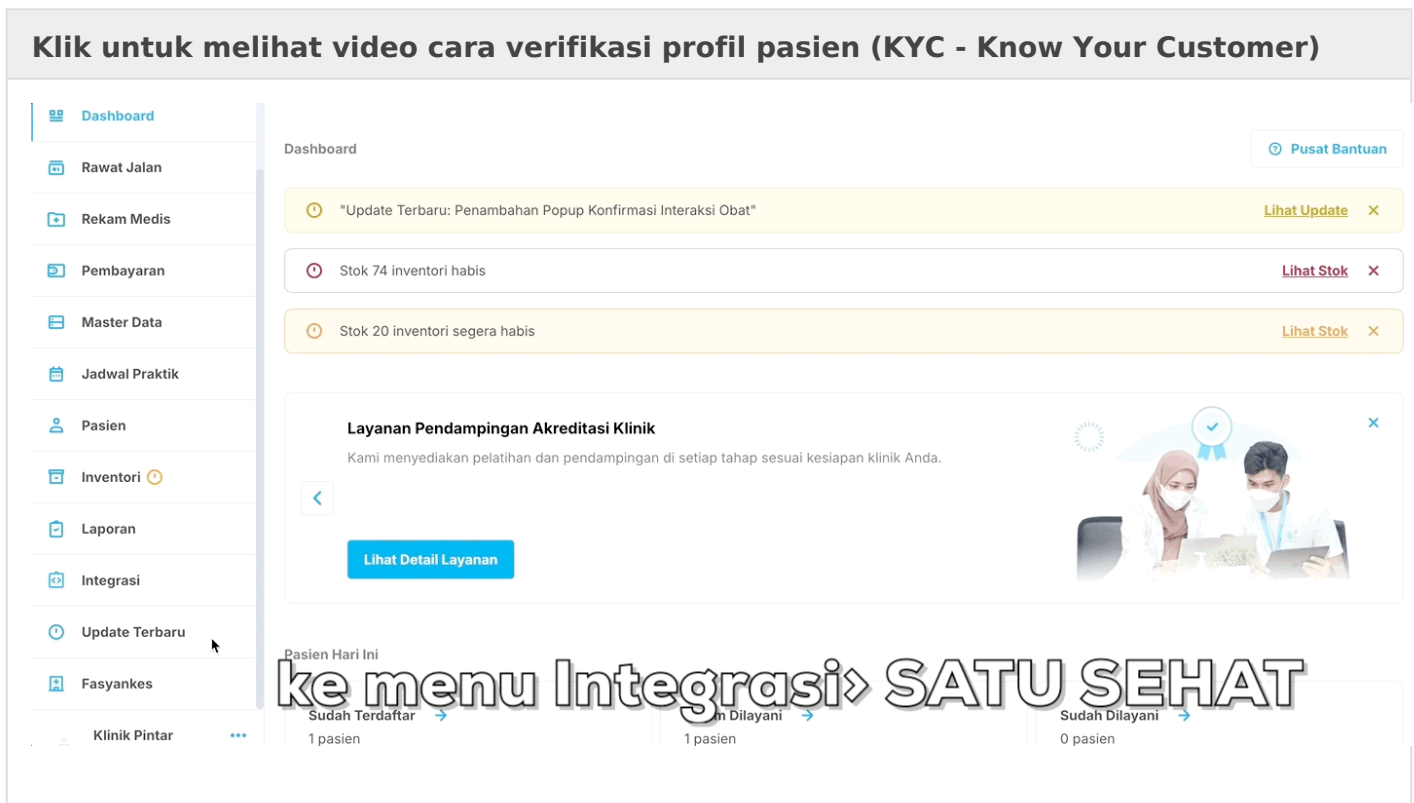 Klik untuk melihat video cara verifikasi profil pasien (KYC - Know Your Customer)
Dashboard
Rawat Jalan
Rekam Medis
Pembayaran
Master Data
Jadwal Praktik
Pasien
Inventori
Laporan
Integrasi
Update Terbaru
Fasyankes
Klinik Pintar
Dashboard
Pusat Bantuan
"Update Terbaru: Penambahan Popup Konfirmasi Interaksi Obat"
Lihat Update
Stok 74 inventori habis
Lihat Stok
Stok 20 inventori segera habis
Lihat Stok
Layanan Pendampingan Akreditasi Klinik
Kami menyediakan pelatihan dan pendampingan di setiap tahap sesuai kesiapan klinik Anda.
Lihat Detail Layanan
Pasien Hari Ini
ke menu Integrasi> SATU SEHAT
Sudah Terdaftar
1 pasien
Dilayani
1 pasien
Sudah Dilayani
0 pasien